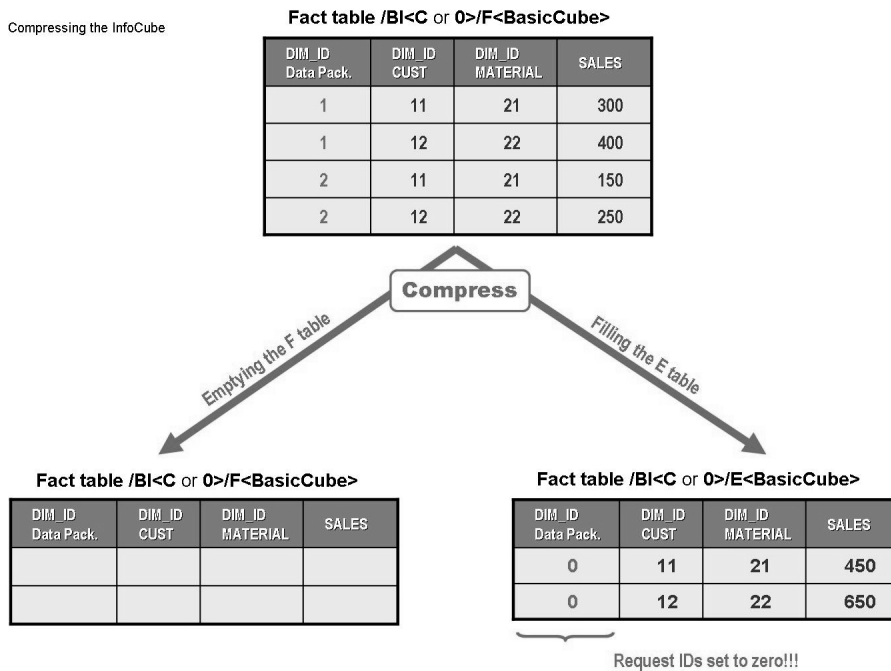 Compressing the InfoCube
Fact table /BI<C or 0>/F<BasicCube>
DIM_ID Data Pack. DIM_ID CUST DIM_ID MATERIAL SALES
1 11 21 300
1 12 22 400
2 11 21 150
2 12 22 250
Compress
Emptying the F table
Filling the E table
Fact table /BI<C or 0>/F<BasicCube>
DIM_ID Data Pack. DIM_ID CUST DIM_ID MATERIAL SALES
Fact table /BI<C or 0>/E<BasicCube>
DIM_ID Data Pack. DIM_ID CUST DIM_ID MATERIAL SALES
0 11 21 450
0 12 22 650
Request IDs set to zero!!!